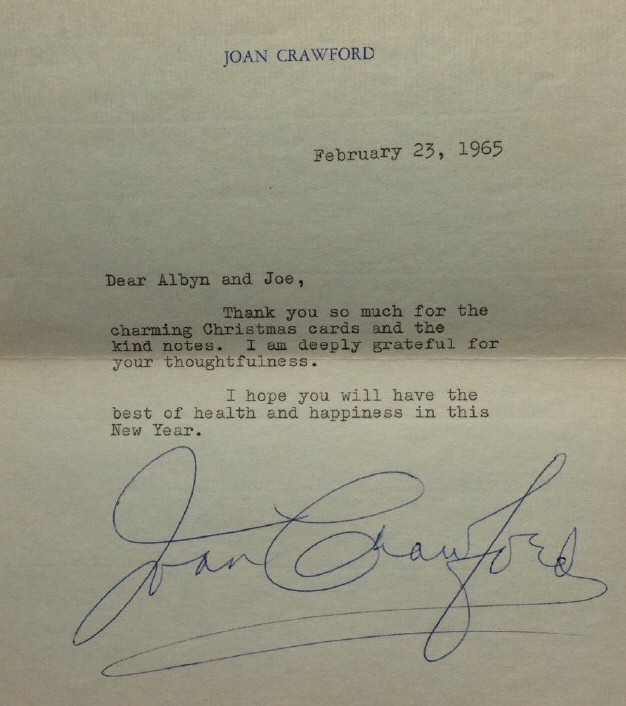 JOAN CRAWFORD
February 23, 1965
Dear Albyn and Joe,
Thank you so much for the
charming Christmas cards and the
kind notes. I am deeply grateful for
your thoughtfulness.
I hope you will have the
best of health and happiness in this
New Year.
Joan Crawford